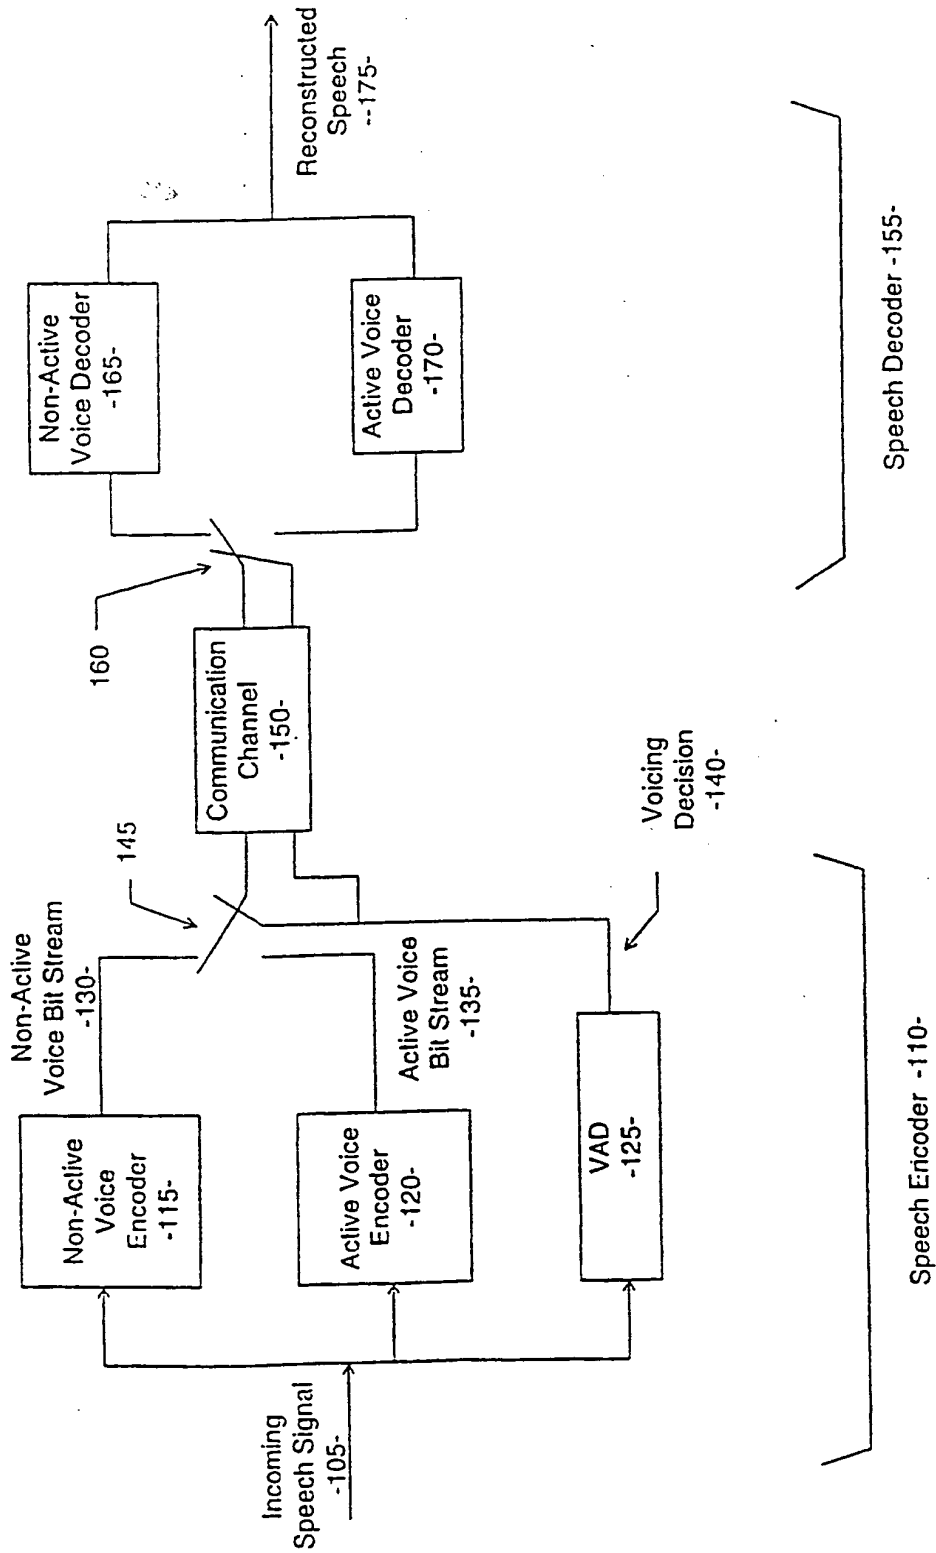 Incoming
Speech Signal
-105-
Non-Active
Voice
Encoder
-115-
Active Voice
Encoder
-120-
VAD
-125-
Non-Active
Voice Bit Stream
-130-
Active Voice
Bit Stream
-135-
145
Voicing
Decision
-140-
Communication
Channel
-150-
160
Non-Active
Voice Decoder
-165-
Active Voice
Decoder
-170-
Reconstructed
Speech
--175-
Speech Encoder -110-
Speech Decoder -155-